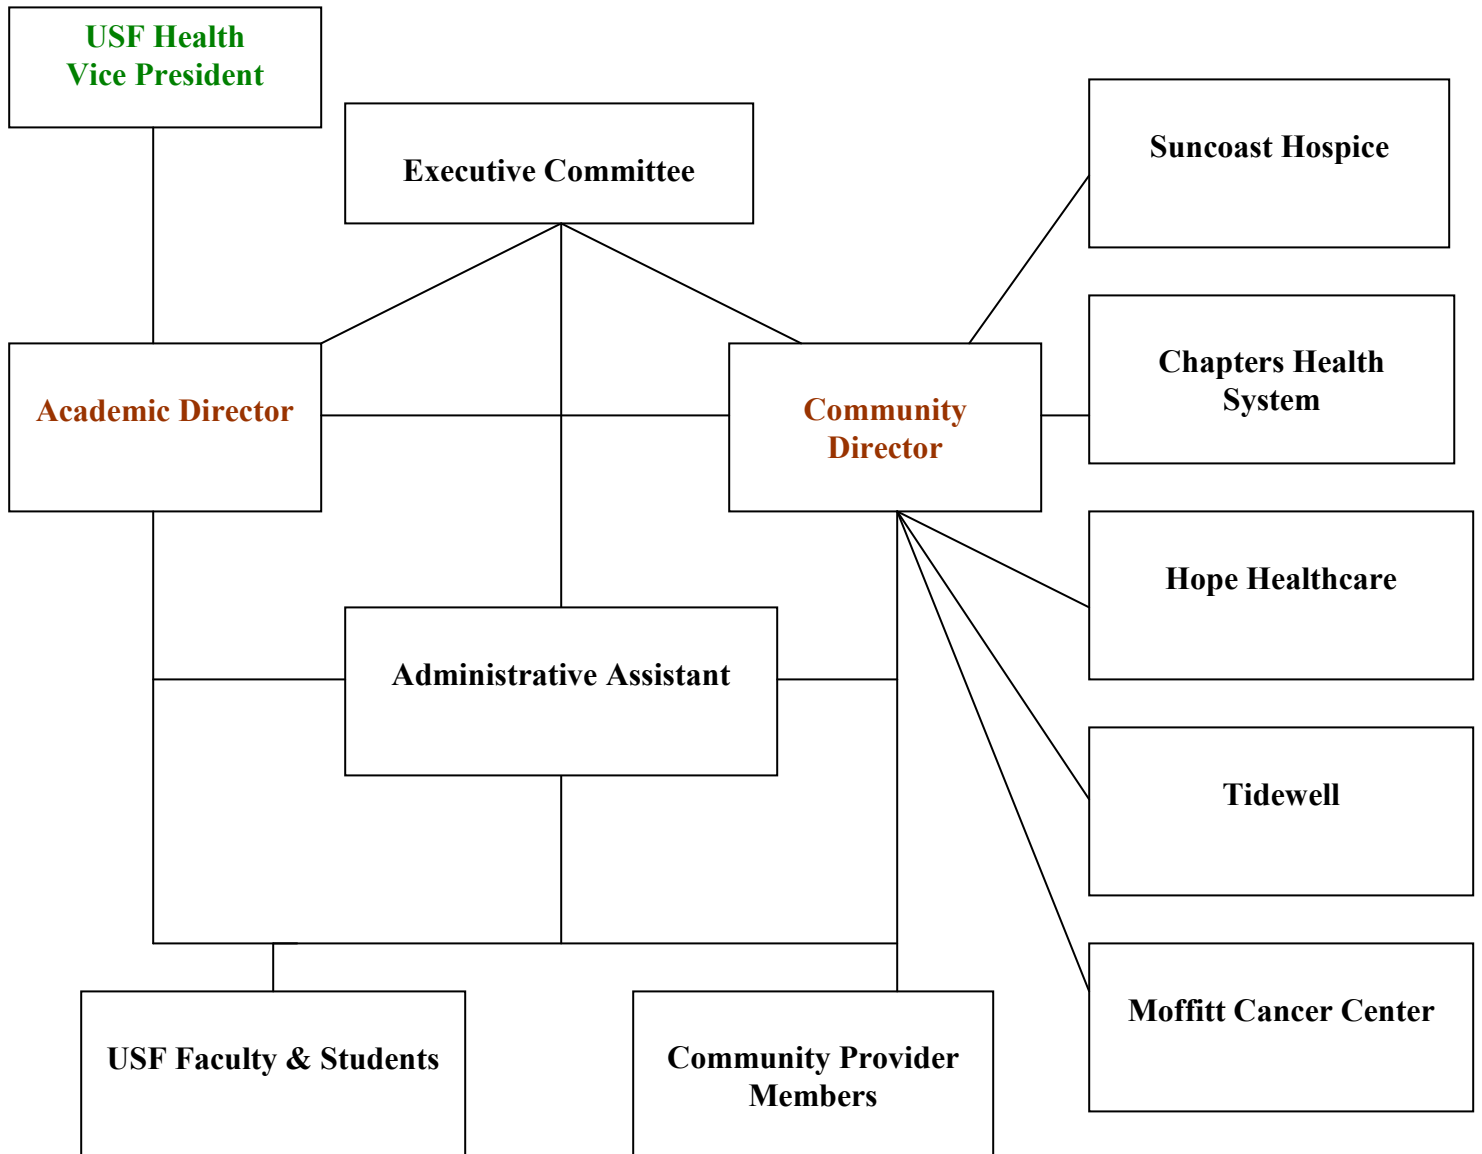 USF Health
Vice President
Executive Committee
Suncoast Hospice
Chapters Health
System
Academic Director
Community
Director
Hope Healthcare
Administrative Assistant
Tidewell
Moffitt Cancer Center
USF Faculty & Students
Community Provider
Members